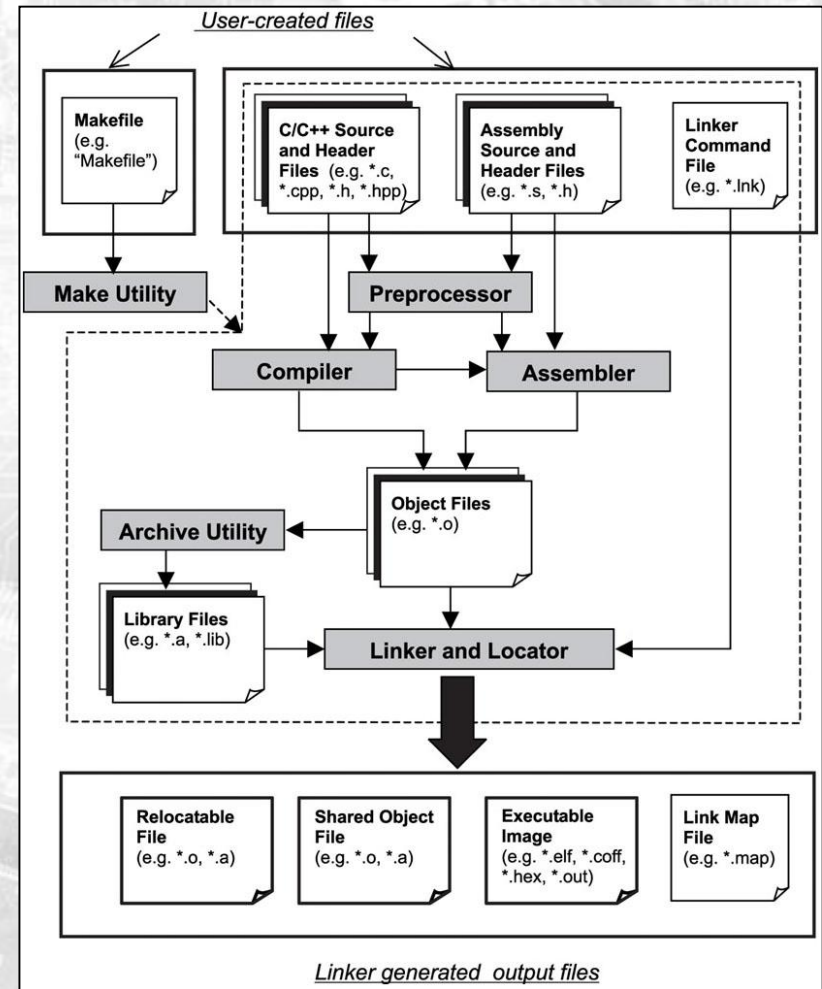 User-created files
Makefile
(e.g.
“Makefile”)
C/C++ Source
and Header
Files (e.g. *.c,
*.cpp, *.h, *.hpp)
Assembly
Source and
Header Files
(e.g. *.s, *.h)
Linker
Command
File
(e.g. *.lnk)
Make Utility
Preprocessor
Compiler
Assembler
Object Files
(e.g. *.o)
Archive Utility
Library Files
(e.g. *.a, *.lib)
Linker and Locator
Relocatable
File
(e.g. *.o, *.a)
Shared Object
File
(e.g. *.o, *.a)
Executable
Image
(e.g. *.elf, *.coff,
*.hex, *.out)
Link Map
File
(e.g. *.map)
Linker generated output files